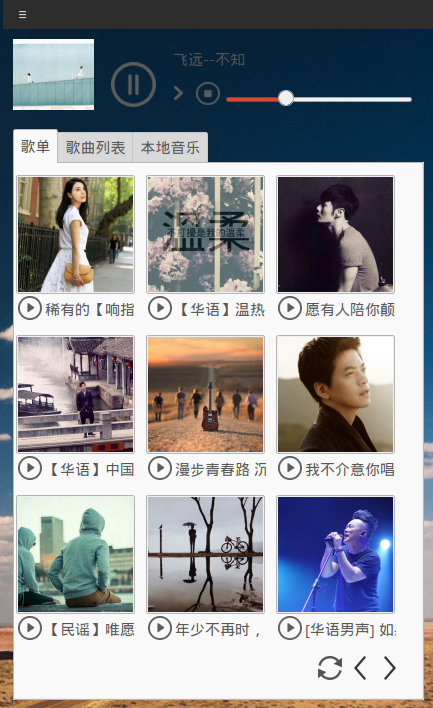 飞远--不知
歌单
歌曲列表
本地音乐
温柔
不打擾是我的溫柔
稀有的【响指
【华语】温热
愿有人陪你颠
【华语】中国
漫步青春路 沉
我不介意你唱
【民谣】唯愿
年少不再时，
[华语男声] 如